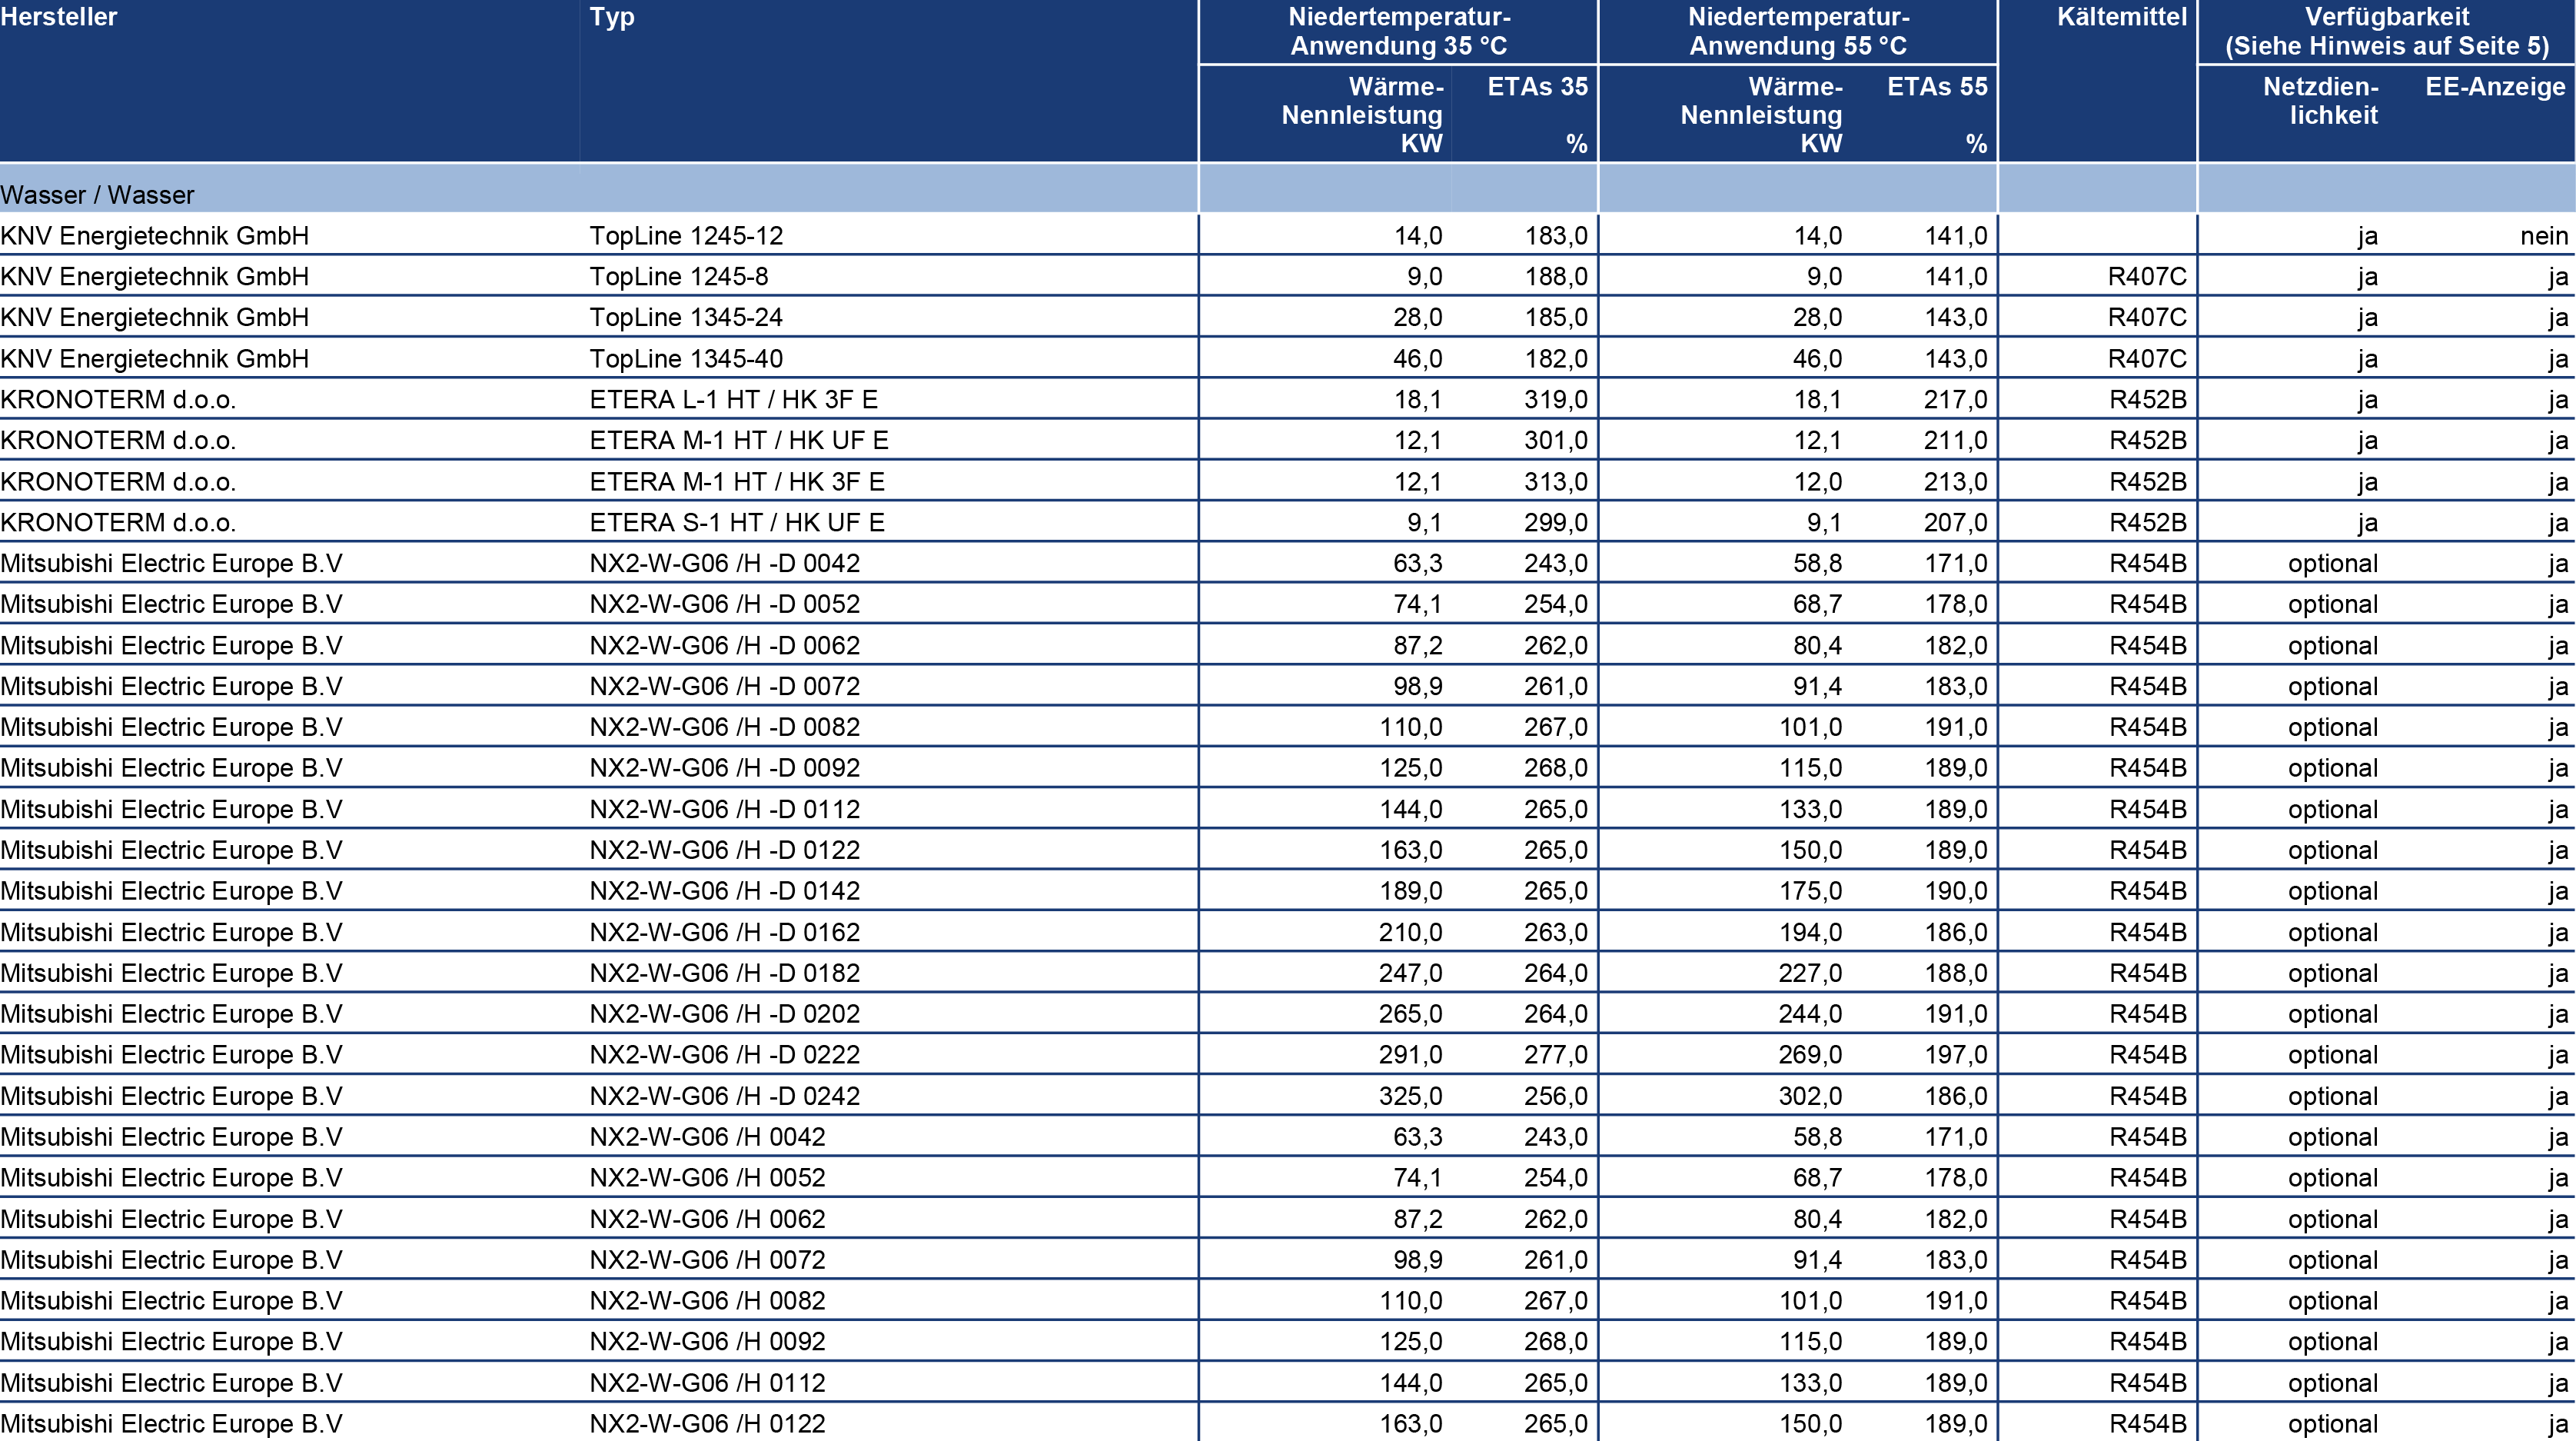 Hersteller Typ Niedertemperatur- Niedertemperatur- Kältemittel Verfügbarkeit
Anwendung 35 °C Anwendung 55 °C (Siehe Hinweis auf Seite 5)
Wärme- ETAs 35 Wärme- ETAs 55 Netzdien- EE-Anzeige
Nennleistung Nennleistung lichkeit
KW % KW %
Wasser / Wasser
KNV Energietechnik GmbH TopLine 1245-12 14,0 183,0 14,0 141,0 ja nein
KNV Energietechnik GmbH TopLine 1245-8 9,0 188,0 9,0 141,0 R407C ja ja
KNV Energietechnik GmbH TopLine 1345-24 28,0 185,0 28,0 143,0 R407C ja ja
KNV Energietechnik GmbH TopLine 1345-40 46,0 182,0 46,0 143,0 R407C ja ja
KRONOTERM d.o.o. ETERA L-1 HT / HK 3F E 18,1 319,0 18,1 217,0 R452B ja ja
KRONOTERM d.o.o. ETERA M-1 HT / HK UF E 12,1 301,0 12,1 211,0 R452B ja ja
KRONOTERM d.o.o. ETERA M-1 HT / HK 3F E 12,1 313,0 12,0 213,0 R452B ja ja
KRONOTERM d.o.o. ETERA S-1 HT / HK UF E 9,1 299,0 9,1 207,0 R452B ja ja
Mitsubishi Electric Europe B.V NX2-W-G06 /H -D 0042 63,3 243,0 58,8 171,0 R454B optional ja
Mitsubishi Electric Europe B.V NX2-W-G06 /H -D 0052 74,1 254,0 68,7 178,0 R454B optional ja
Mitsubishi Electric Europe B.V NX2-W-G06 /H -D 0062 87,2 262,0 80,4 182,0 R454B optional ja
Mitsubishi Electric Europe B.V NX2-W-G06 /H -D 0072 98,9 261,0 91,4 183,0 R454B optional ja
Mitsubishi Electric Europe B.V NX2-W-G06 /H -D 0082 110,0 267,0 101,0 191,0 R454B optional ja
Mitsubishi Electric Europe B.V NX2-W-G06 /H -D 0092 125,0 268,0 115,0 189,0 R454B optional ja
Mitsubishi Electric Europe B.V NX2-W-G06 /H -D 0112 144,0 265,0 133,0 189,0 R454B optional ja
Mitsubishi Electric Europe B.V NX2-W-G06 /H -D 0122 163,0 265,0 150,0 189,0 R454B optional ja
Mitsubishi Electric Europe B.V NX2-W-G06 /H -D 0142 189,0 265,0 175,0 190,0 R454B optional ja
Mitsubishi Electric Europe B.V NX2-W-G06 /H -D 0162 210,0 263,0 194,0 186,0 R454B optional ja
Mitsubishi Electric Europe B.V NX2-W-G06 /H -D 0182 247,0 264,0 227,0 188,0 R454B optional ja
Mitsubishi Electric Europe B.V NX2-W-G06 /H -D 0202 265,0 264,0 244,0 191,0 R454B optional ja
Mitsubishi Electric Europe B.V NX2-W-G06 /H -D 0222 291,0 277,0 269,0 197,0 R454B optional ja
Mitsubishi Electric Europe B.V NX2-W-G06 /H -D 0242 325,0 256,0 302,0 186,0 R454B optional ja
Mitsubishi Electric Europe B.V NX2-W-G06 /H 0042 63,3 243,0 58,8 171,0 R454B optional ja
Mitsubishi Electric Europe B.V NX2-W-G06 /H 0052 74,1 254,0 68,7 178,0 R454B optional ja
Mitsubishi Electric Europe B.V NX2-W-G06 /H 0062 87,2 262,0 80,4 182,0 R454B optional ja
Mitsubishi Electric Europe B.V NX2-W-G06 /H 0072 98,9 261,0 91,4 183,0 R454B optional ja
Mitsubishi Electric Europe B.V NX2-W-G06 /H 0082 110,0 267,0 101,0 191,0 R454B optional ja
Mitsubishi Electric Europe B.V NX2-W-G06 /H 0092 125,0 268,0 115,0 189,0 R454B optional ja
Mitsubishi Electric Europe B.V NX2-W-G06 /H 0112 144,0 265,0 133,0 189,0 R454B optional ja
Mitsubishi Electric Europe B.V NX2-W-G06 /H 0122 163,0 265,0 150,0 189,0 R454B optional ja